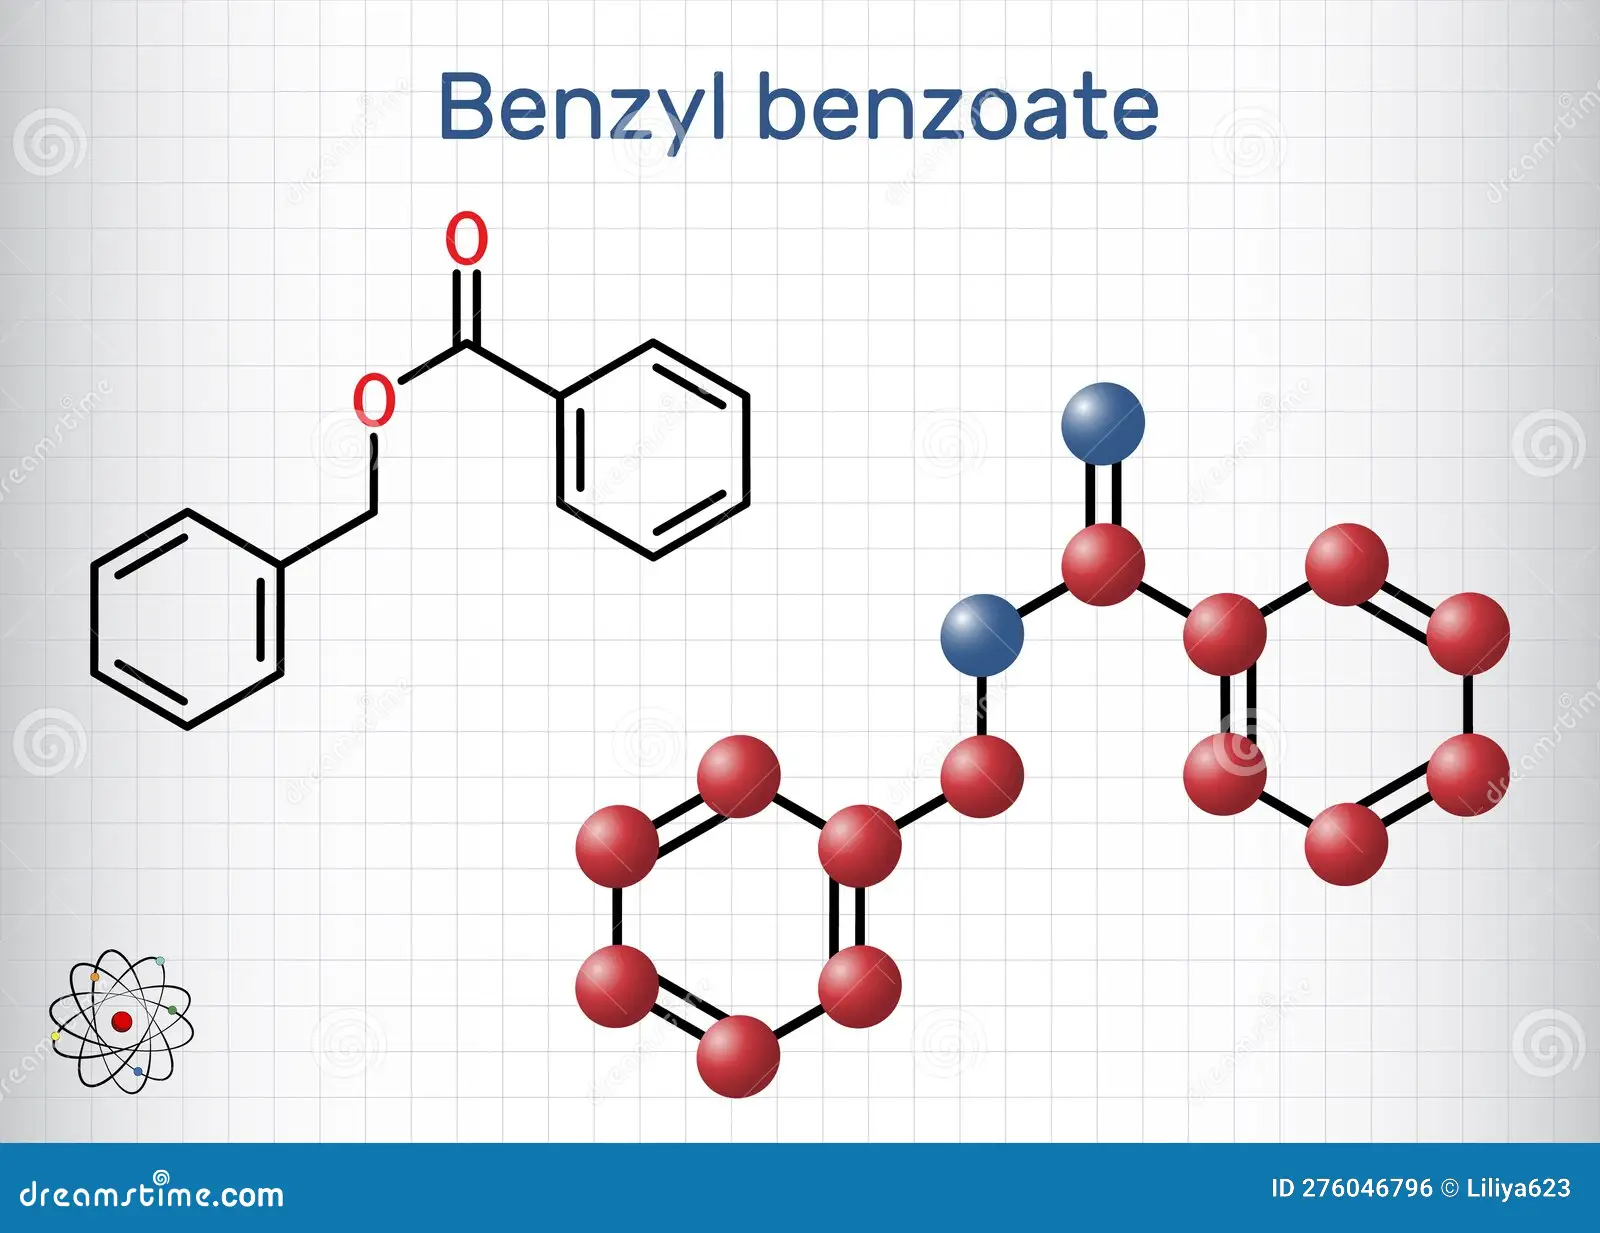 Benzyl benzoate
O
O
dreamstime.com
ID 276046796 © Liliya623